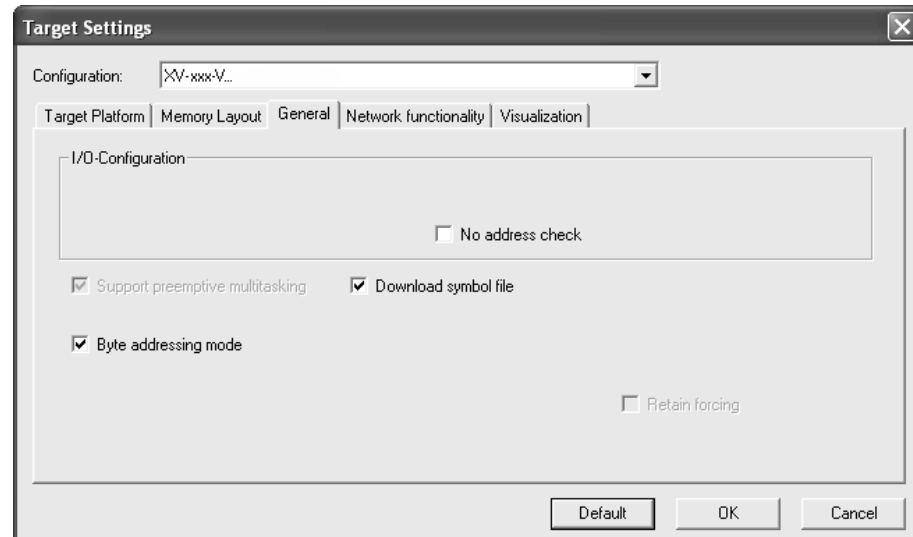 Target Settings
Configuration: XV-xxx-V...
Target Platform Memory Layout General Network functionality Visualization
I/O-Configuration
No address check
Support preemptive multitasking Download symbol file
Byte addressing mode
Retain forcing
Default OK Cancel